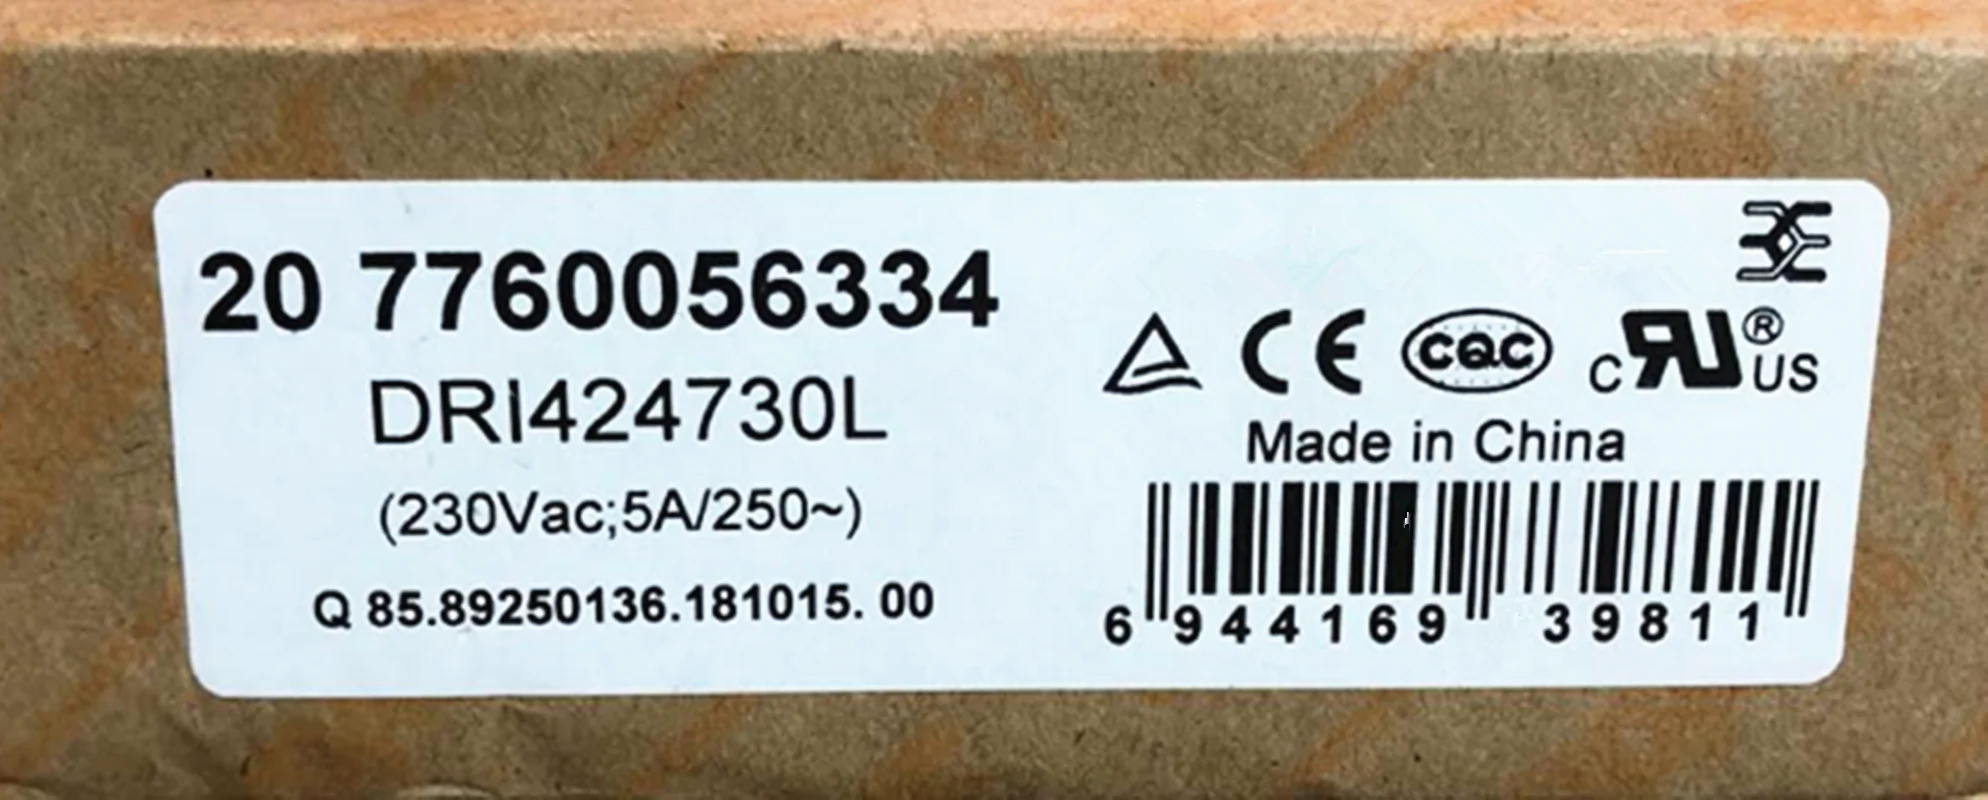 20 7760056334
DRI424730L
(230Vac;5A/250~)
Q 85.89250136.181015. 00
CE CQC C RU ® US
Made in China
6 944169 39811